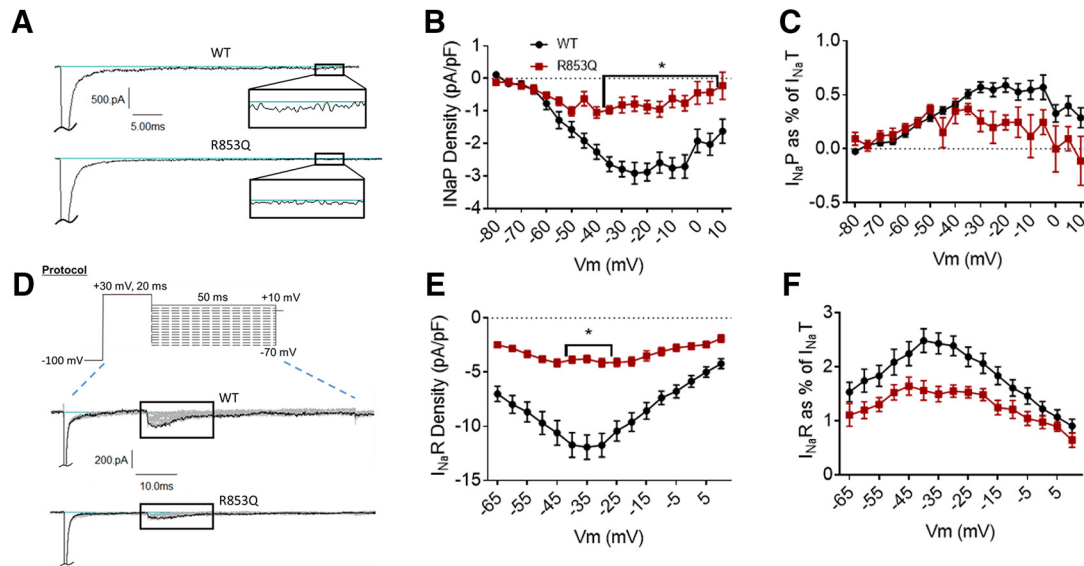 A
WT
500.pA
5.00ms
R853Q
B
WT
R853Q
*
INaP Density (pA/pF)
1
0
-1
-2
-3
-4
-80
-70
-60
-50
-40
-30
-20
-10
0
10
Vm (mV)
C
INaP as % of INaT
1.0
0.5
0.0
-0.5
-80
-70
-60
-50
-40
-30
-20
-10
0
10
Vm (mV)
D
Protocol
+30 mV, 20 ms
50 ms
+10 mV
-100 mV
-70 mV
WT
200.pA
10.0ms
R853Q
E
*
INaR Density (pA/pF)
0
-5
-10
-15
-65
-55
-45
-35
-25
-15
-5
5
Vm (mV)
F
INaR as % of INaT
3
2
1
0
-65
-55
-45
-35
-25
-15
-5
5
Vm (mV)